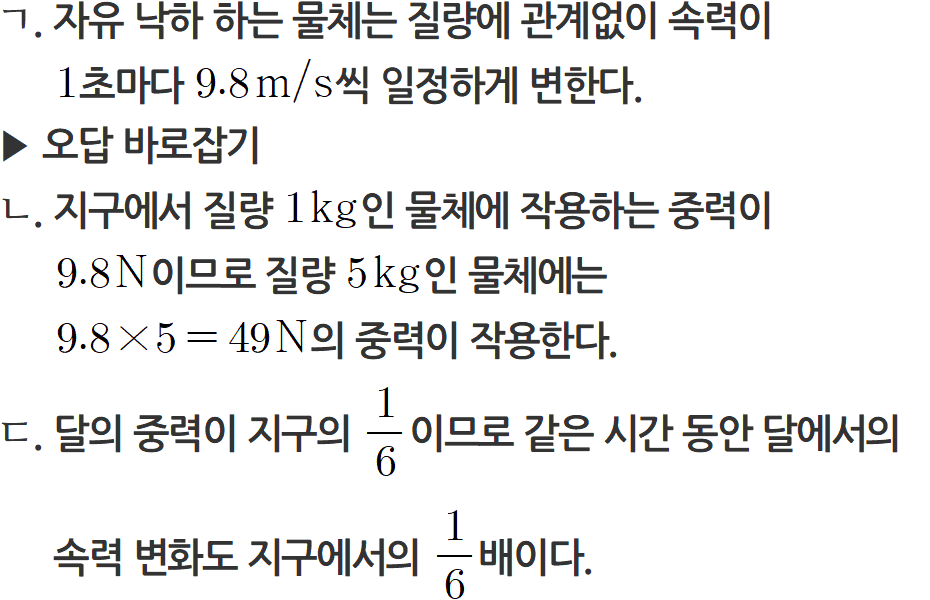 ㄱ. 자유 낙하 하는 물체는 질량에 관계없이 속력이
1초마다 9.8m/s씩 일정하게 변한다.
▶ 오답 바로잡기
ㄴ. 지구에서 질량 1kg인 물체에 작용하는 중력이
9.8N이므로 질량 5kg인 물체에는
9.8×5=49N의 중력이 작용한다.
ㄷ. 달의 중력이 지구의 1/6이므로 같은 시간 동안 달에서의
속력 변화도 지구에서의 1/6배이다.